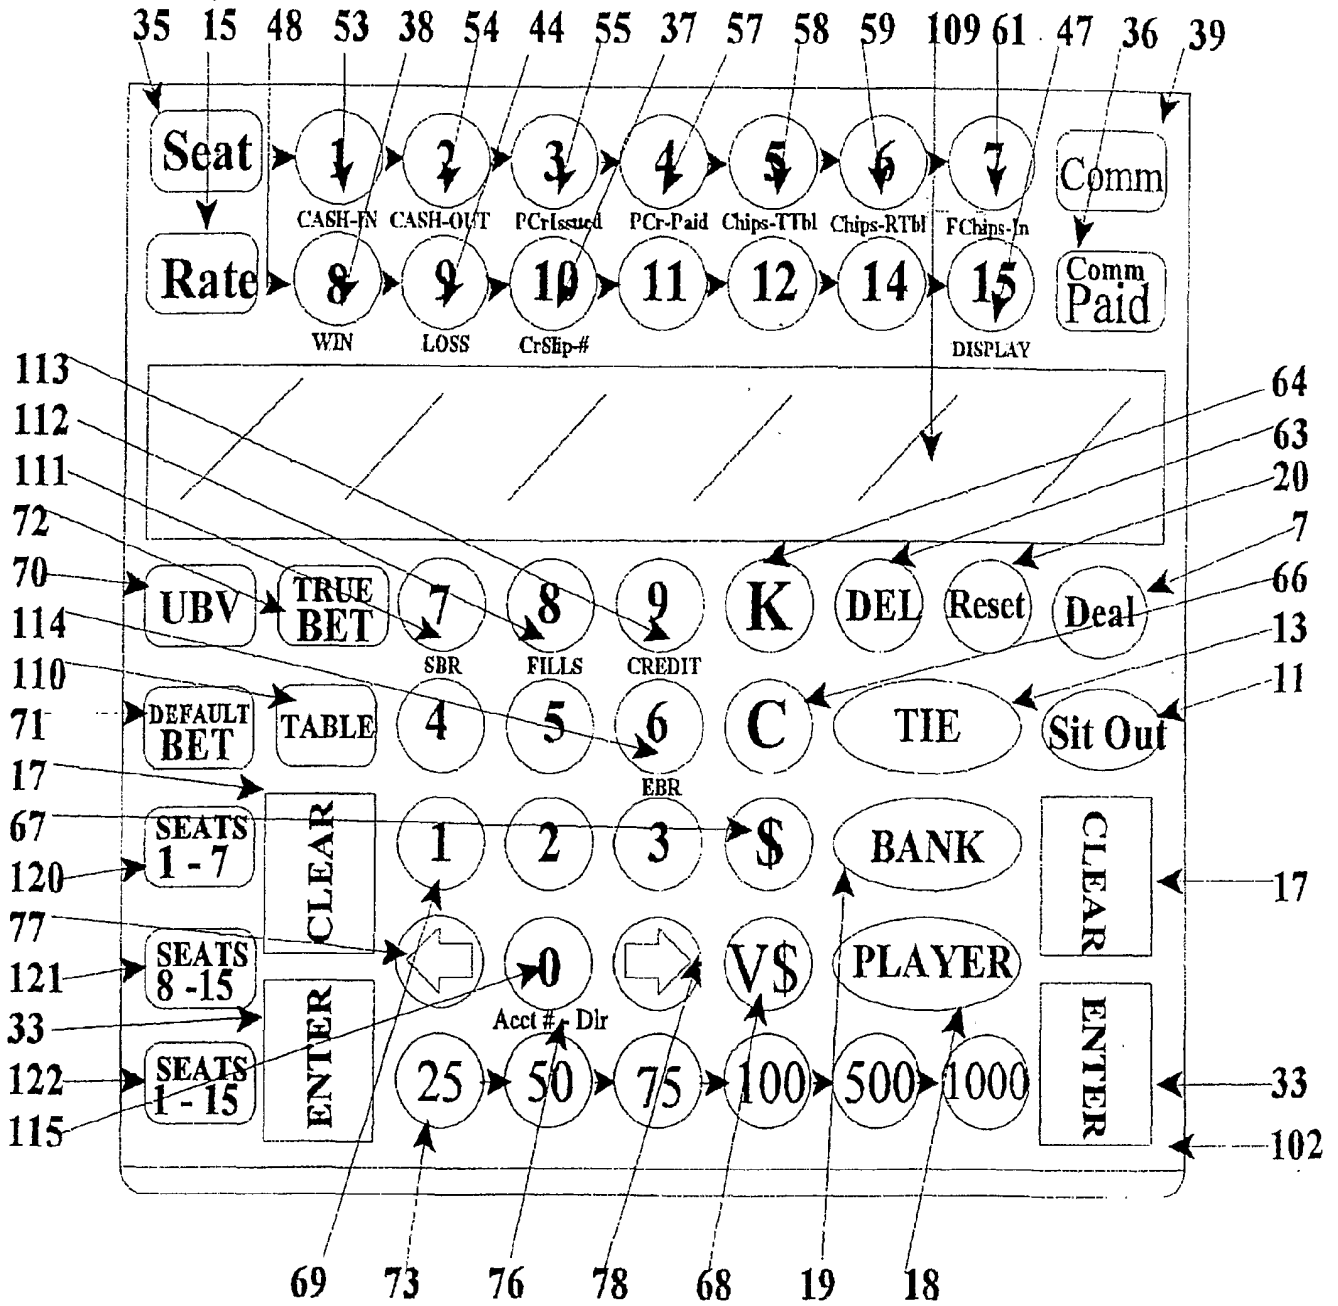 35 15 48 53 38 54 44 55 37 57 58 59 109 61 47 36 39
Seat 1 2 3 4 5 6 7 Comm
CASH-IN CASH-OUT PCrIssued PCr-Paid Chips-TTbl Chips-RTbl FChips-In
Rate 8 9 10 11 12 14 15 Comm
Paid
WIN LOSS CrSlip-# DISPLAY
113
64
112
63
111
20
72
7
70
66
UBV TRUE
BET 7 8 9 K DEL Reset Deal
114
13
SBR FILLS CREDIT
110
11
71
DEFAULT
BET TABLE 4 5 6 C TIE Sit Out
17
EBR
67
SEATS
1 - 7 CLEAR 1 2 3 $ BANK CLEAR
120
17
77
121
SEATS
8 -15 0 V$ PLAYER
33
ENTER Acct # - Dlr ENTER
122
SEATS
1 - 15 25 50 75 100 500 1000
33
115
102
69 73 76 78 68 19 18